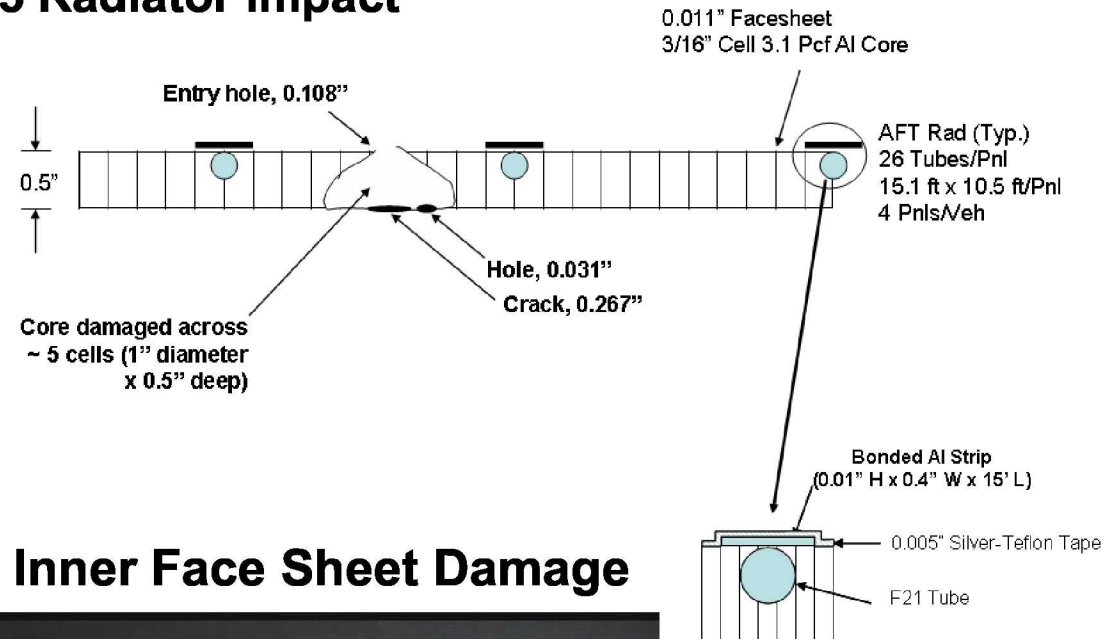 Radiator Impact
0.011” Facesheet
3/16” Cell 3.1 Pcf Al Core
Entry hole, 0.108”
AFT Rad (Typ.)
26 Tubes/Pnl
15.1 ft x 10.5 ft/Pnl
4 Pnls/Veh
0.5”
Hole, 0.031”
Crack, 0.267”
Core damaged across
~ 5 cells (1” diameter
x 0.5” deep)
Bonded Al Strip
(0.01” H x 0.4” W x 15’ L)
0.005” Silver-Teflon Tape
Inner Face Sheet Damage
F21 Tube